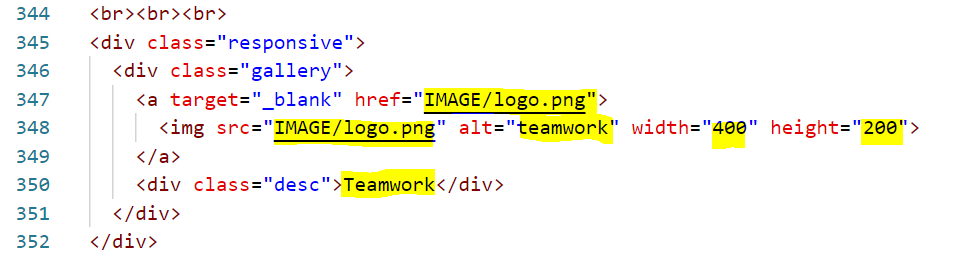 344 <br><br><br>
345 <div class="responsive">
346 <div class="gallery">
347 <a target="_blank" href="IMAGE/logo.png">
348 <img src="IMAGE/logo.png" alt="teamwork" width="400" height="200">
349 </a>
350 <div class="desc">Teamwork</div>
351 </div>
352 </div>